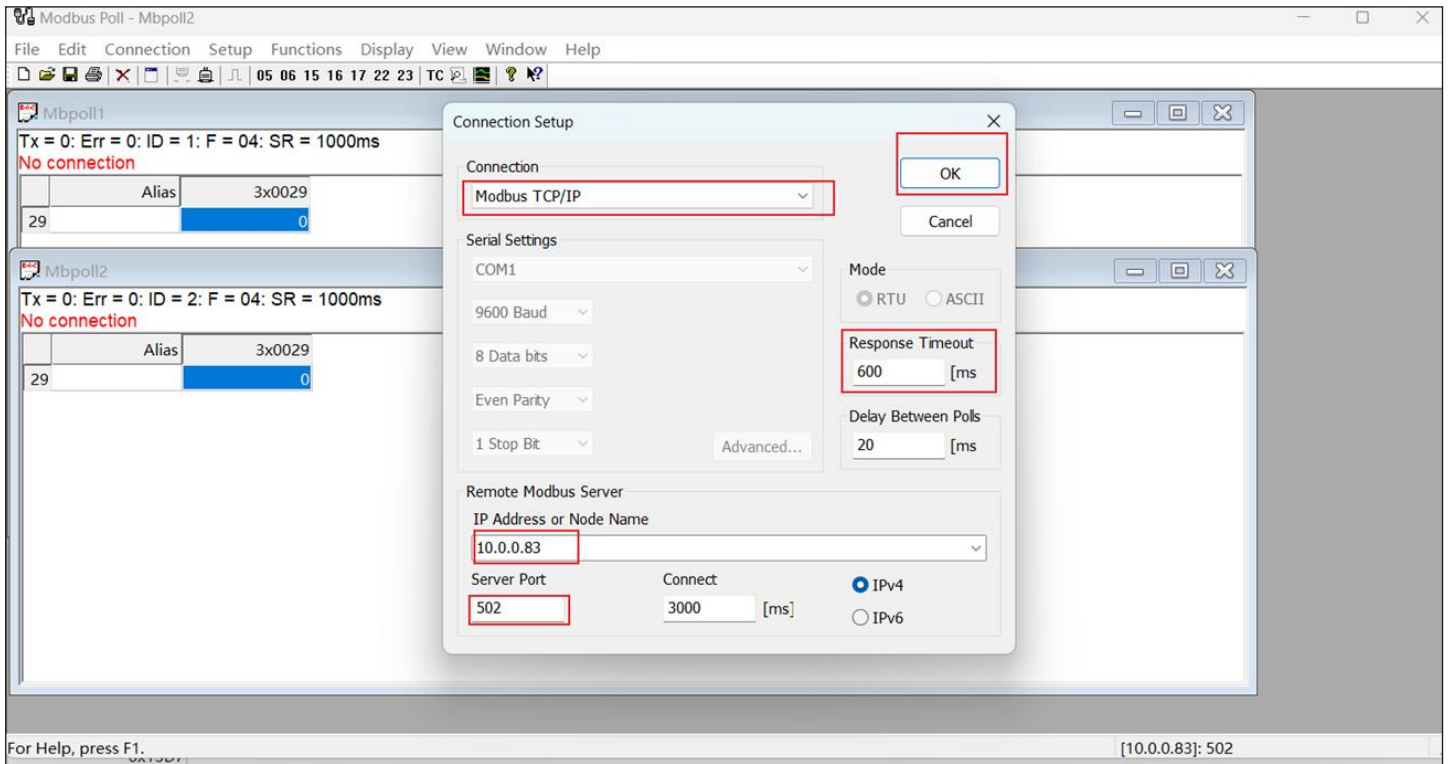 Modbus Poll - Mbpoll2
File Edit Connection Setup Functions Display View Window Help
05 06 15 16 17 22 23 TC
Mbpoll1
Tx = 0: Err = 0: ID = 1: F = 04: SR = 1000ms
No connection
Alias 3x0029
29 0
Mbpoll2
Tx = 0: Err = 0: ID = 2: F = 04: SR = 1000ms
No connection
Alias 3x0029
29 0
Connection Setup
Connection
Modbus TCP/IP
OK
Cancel
Serial Settings
COM1
9600 Baud
8 Data bits
Even Parity
1 Stop Bit
Advanced...
Mode
RTU ASCII
Response Timeout
600 [ms
Delay Between Polls
20 [ms
Remote Modbus Server
IP Address or Node Name
10.0.0.83
Server Port Connect
502 3000 [ms]
IPv4
IPv6
For Help, press F1. [10.0.0.83]: 502